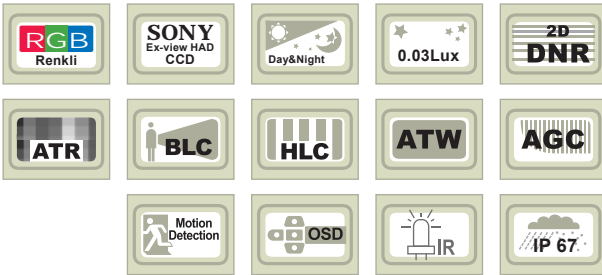 RGB
Renkli
SONY
Ex-view HAD
CCD
Day&Night
0.03Lux
2D
DNR
ATR
BLC
HLC
ATW
AGC
Motion
Detection
OSD
IR
IP 67